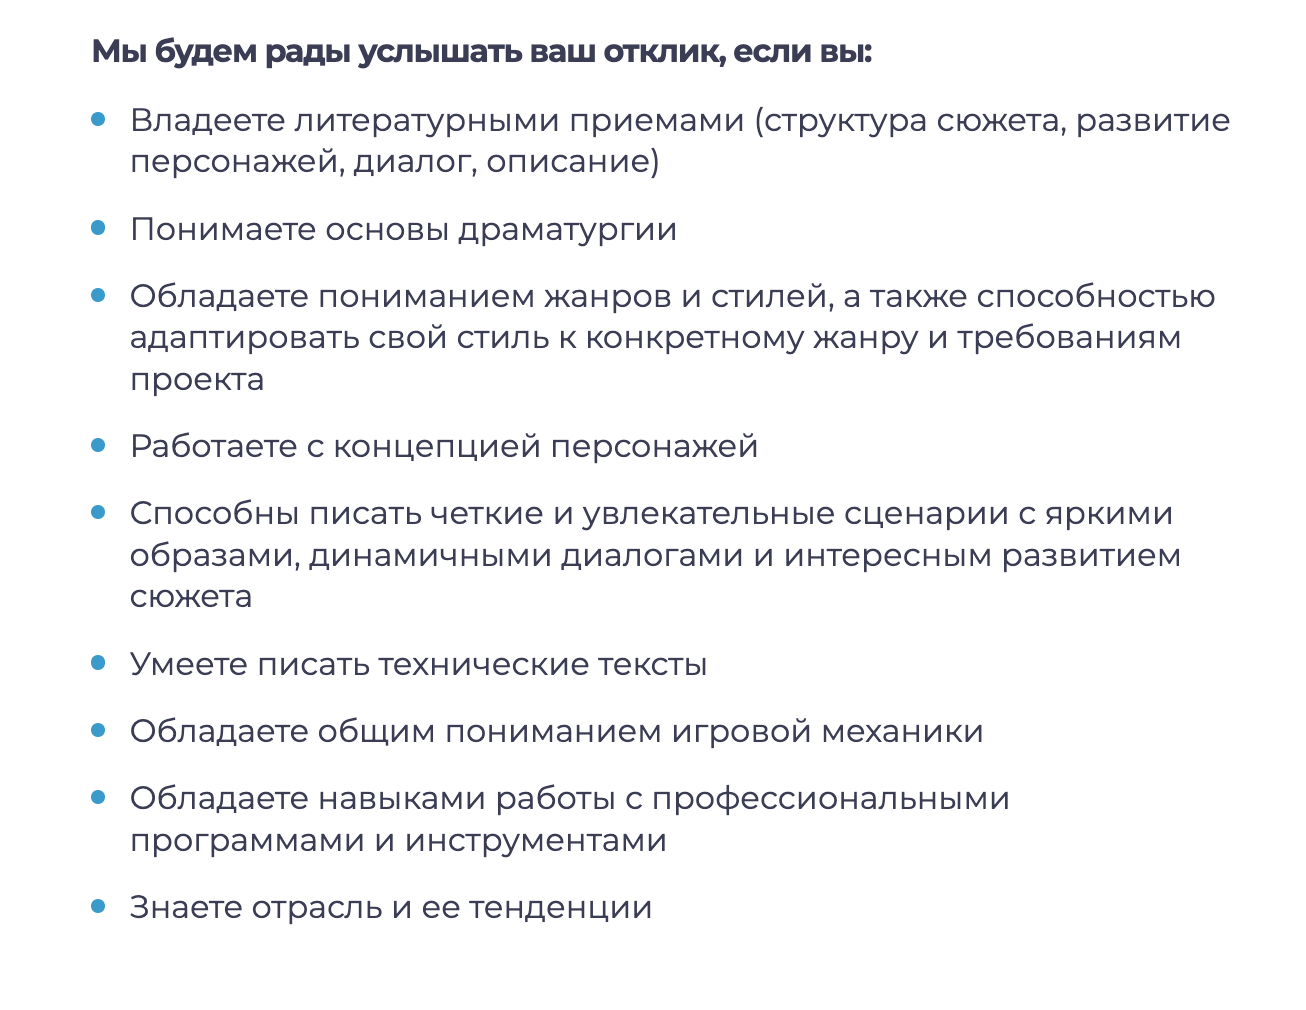 Мы будем рады услышать ваш отклик, если вы:
Владеете литературными приемами (структура сюжета, развитие
персонажей, диалог, описание)
Понимаете основы драматургии
Обладаете пониманием жанров и стилей, а также способностью
адаптировать свой стиль к конкретному жанру и требованиям
проекта
Работаете с концепцией персонажей
Способны писать четкие и увлекательные сценарии с яркими
образами, динамичными диалогами и интересным развитием
сюжета
Умеете писать технические тексты
Обладаете общим пониманием игровой механики
Обладаете навыками работы с профессиональными
программами и инструментами
Знаете отрасль и ее тенденции